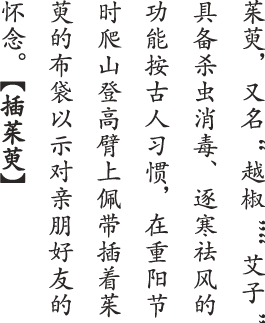 茱萸，又名“越椒”“艾子”，
具备杀虫消毒、逐寒祛风的
功能按古人习惯，在重阳节
时爬山登高臂上佩带插着茱
萸的布袋以示对亲朋好友的
怀念。【插茱萸】